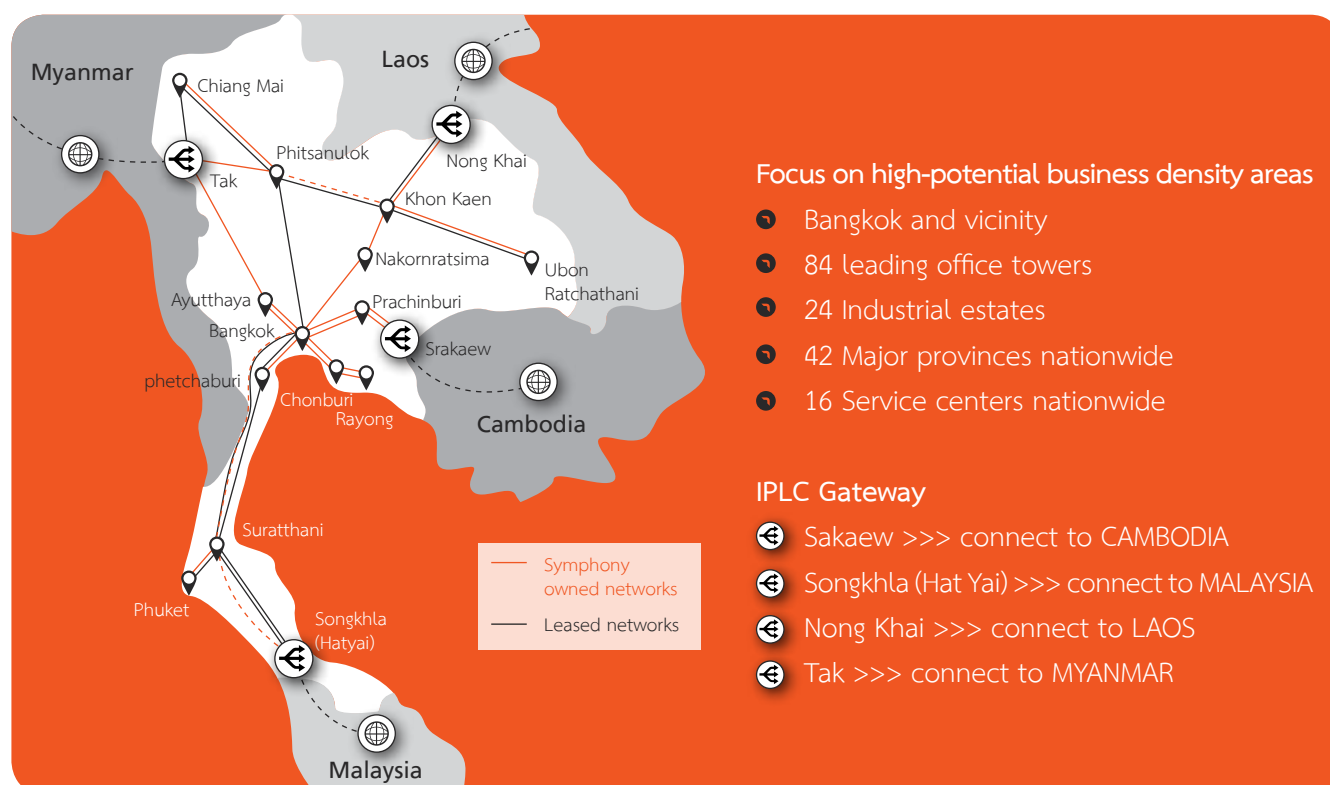 Myanmar
Laos
Chiang Mai
Phitsanulok
Nong Khai
Tak
Khon Kaen
Nakornratsima
Ubon
Ratchathani
Ayutthaya
Prachinburi
Bangkok
Srakaew
phetchaburi
Chonburi
Rayong
Cambodia
Suratthani
Phuket
Songkhla
(Hatyai)
Malaysia
Symphony
owned networks
Leased networks
Focus on high-potential business density areas
Bangkok and vicinity
84 leading office towers
24 Industrial estates
42 Major provinces nationwide
16 Service centers nationwide
IPLC Gateway
Sakaew >>> connect to CAMBODIA
Songkhla (Hat Yai) >>> connect to MALAYSIA
Nong Khai >>> connect to LAOS
Tak >>> connect to MYANMAR